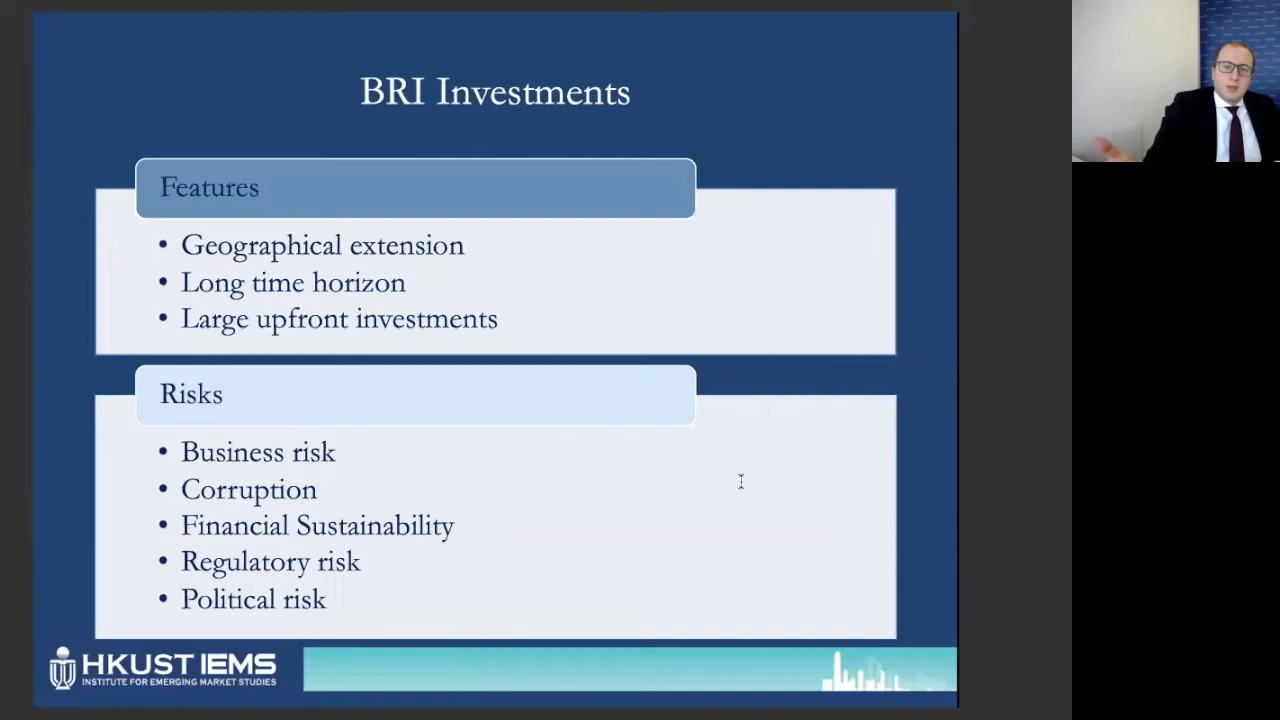 BRI Investments
Features
• Geographical extension
• Long time horizon
• Large upfront investments
Risks
• Business risk
• Corruption
• Financial Sustainability
• Regulatory risk
• Political risk
HKUST IEMS
INSTITUTE FOR EMERGING MARKET STUDIES